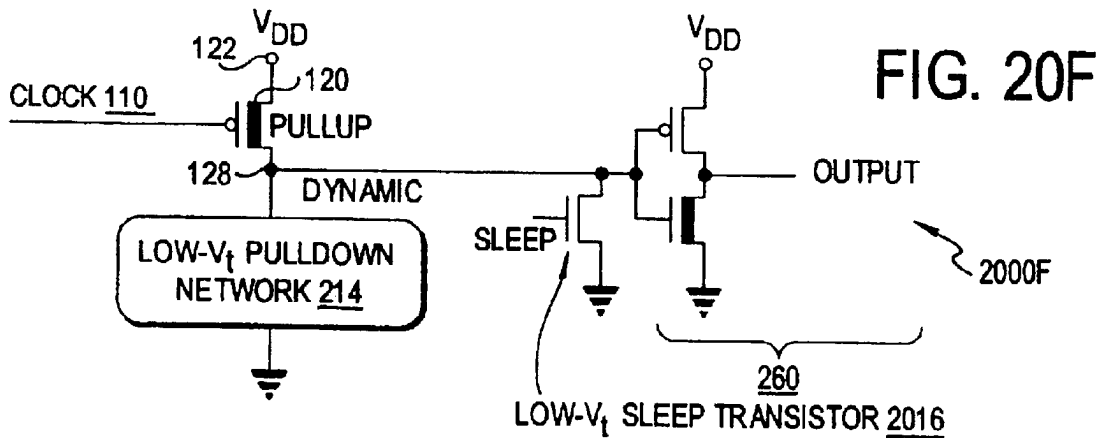 FIG. 20F
V_DD
122
120
CLOCK 110
PULLUP
128
DYNAMIC
LOW-V_t PULLDOWN
NETWORK 214
V_DD
OUTPUT
SLEEP
2000F
260
LOW-V_t SLEEP TRANSISTOR 2016